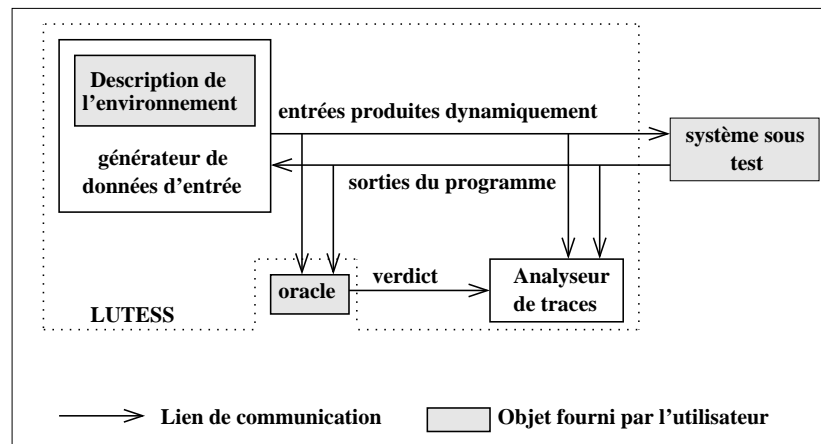 Description de
l'environnement
générateur de
données d'entrée
entrées produites dynamiquement
sorties du programme
système sous
test
oracle
verdict
Analyseur
de traces
LUTESS
Lien de communication
Objet fourni par l'utilisateur